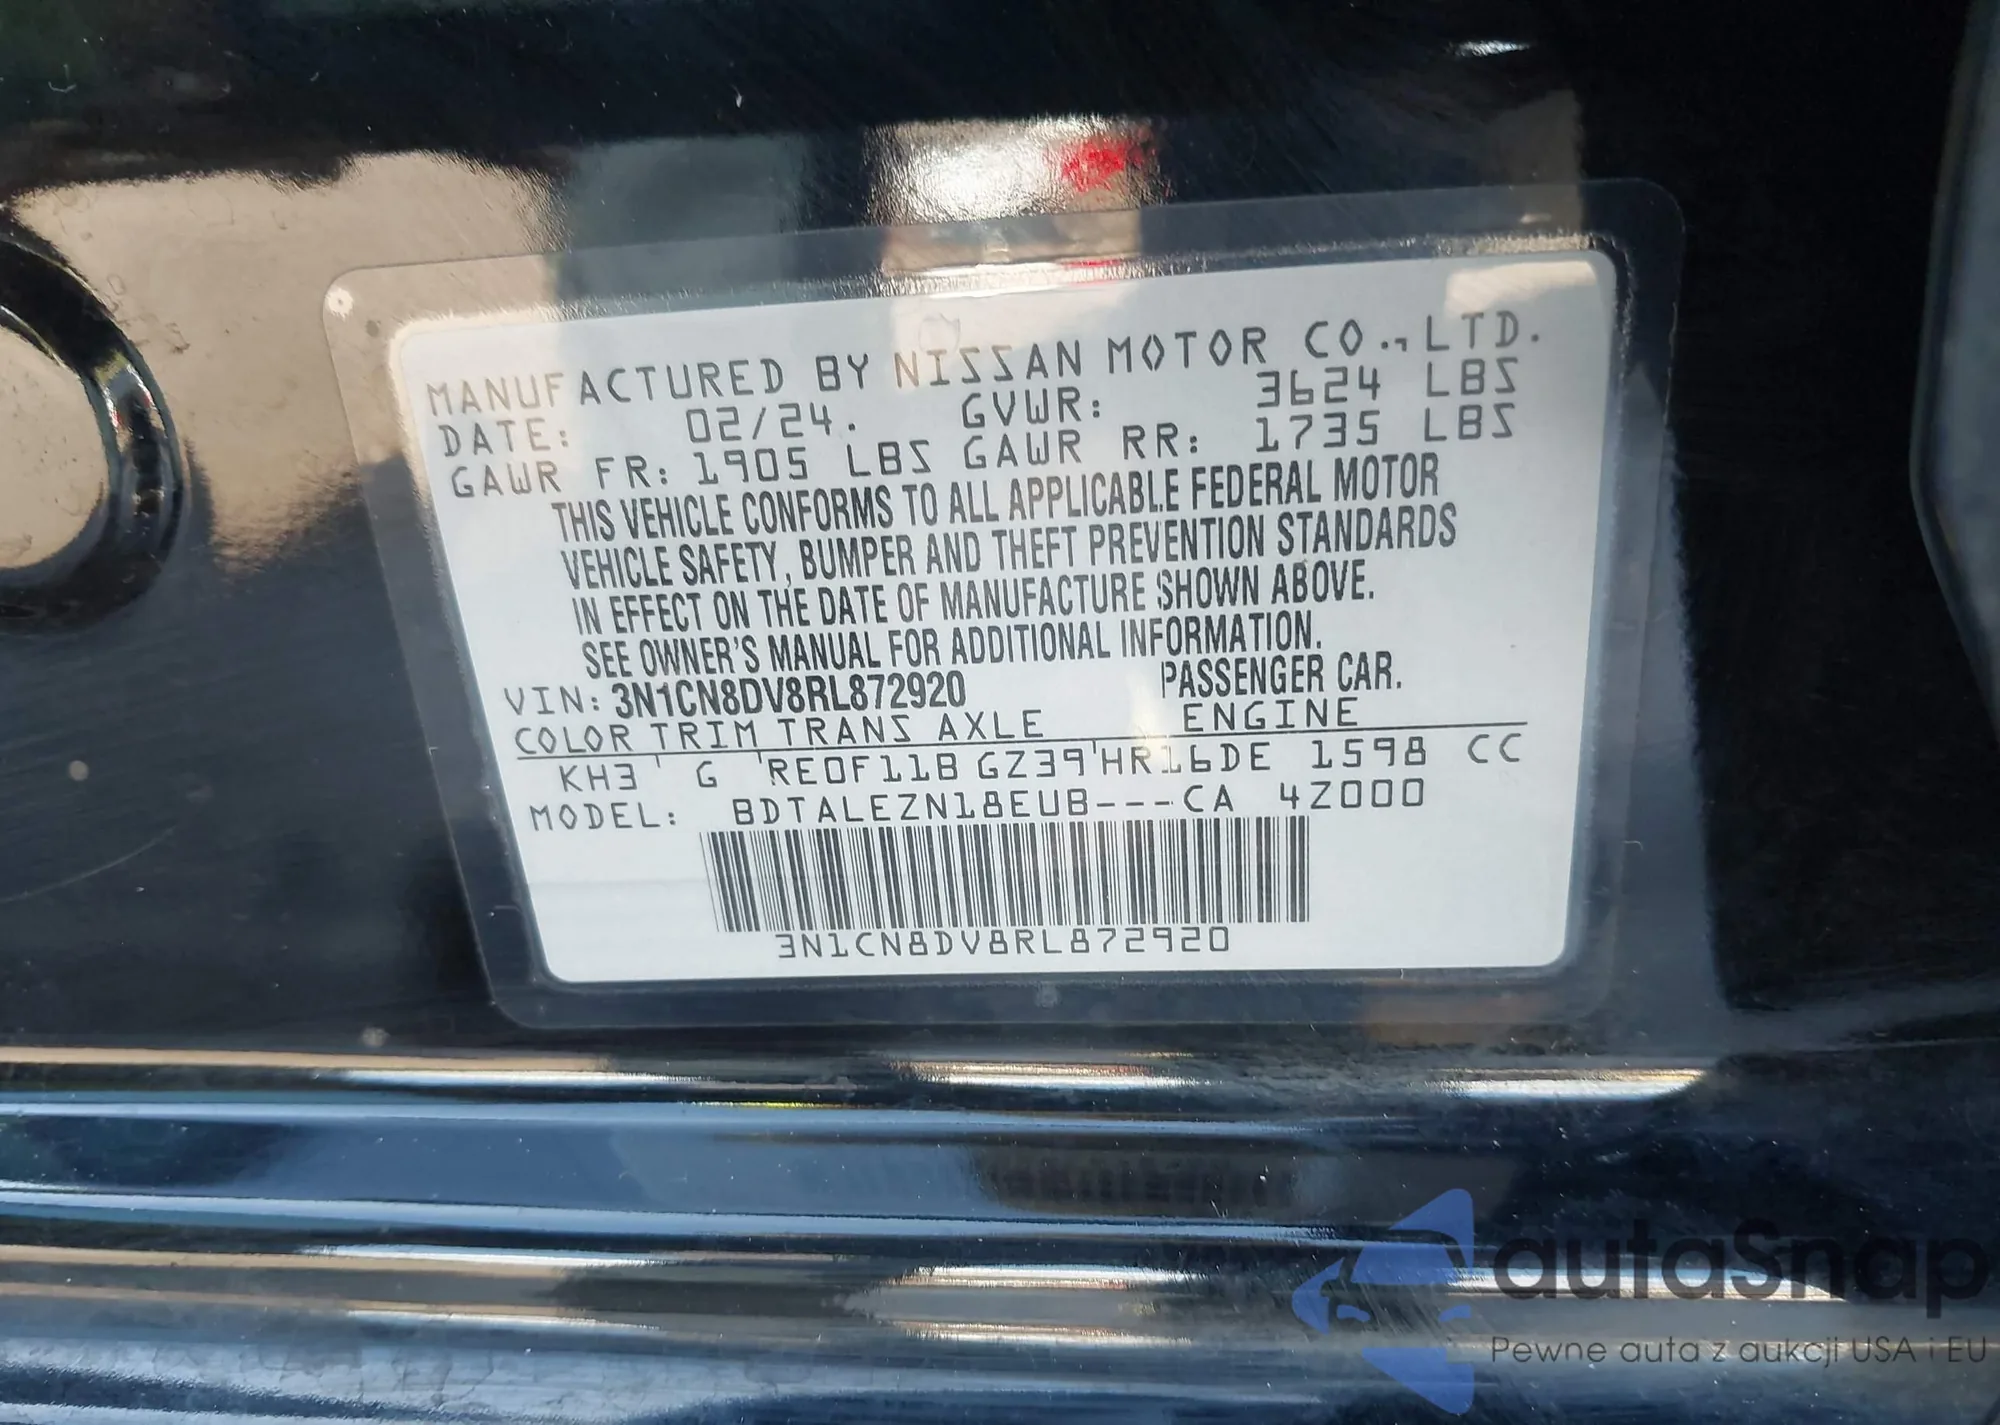 MANUFACTURED BY NISSAN MOTOR CO., LTD.
DATE: 02/24. GVWR: 3624 LBS
GAWR FR: 1905 LBS GAWR RR: 1735 LBS
THIS VEHICLE CONFORMS TO ALL APPLICABLE FEDERAL MOTOR
VEHICLE SAFETY, BUMPER AND THEFT PREVENTION STANDARDS
IN EFFECT ON THE DATE OF MANUFACTURE SHOWN ABOVE.
SEE OWNER'S MANUAL FOR ADDITIONAL INFORMATION.
VIN: 3N1CN8DV8RL872920 PASSENGER CAR.
COLOR TRIM TRANS AXLE ENGINE
KH3 ' G ' RE0F11B GZ39 ' HR16DE 1598 CC
MODEL: BDTALEZN18EUB---CA 4Z000
3N1CN8DV8RL872920
autaSnap
Pewne auta z aukcji USA i EU